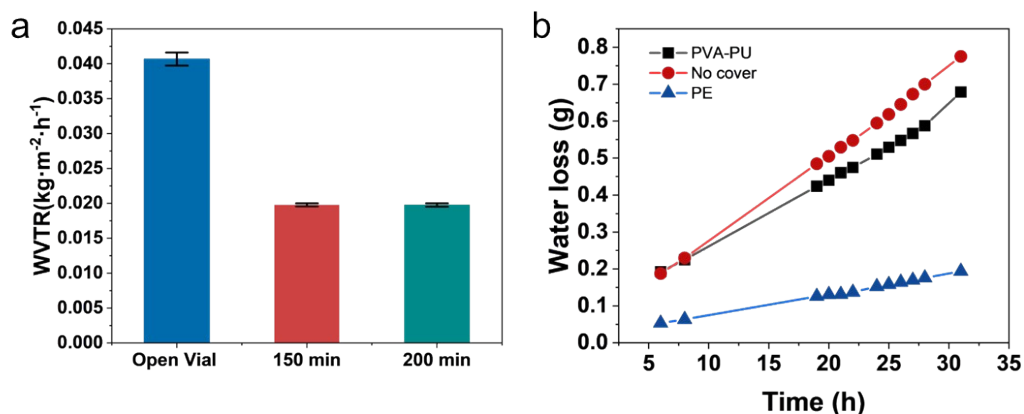 a
0.045
0.040
0.035
0.030
0.025
0.020
0.015
0.010
0.005
0.000
WVTR(kg·m⁻²·h⁻¹)
Open Vial 150 min 200 min
b
0.8
0.7
0.6
0.5
0.4
0.3
0.2
0.1
0.0
Water loss (g)
PVA-PU
No cover
PE
5 10 15 20 25 30 35
Time (h)